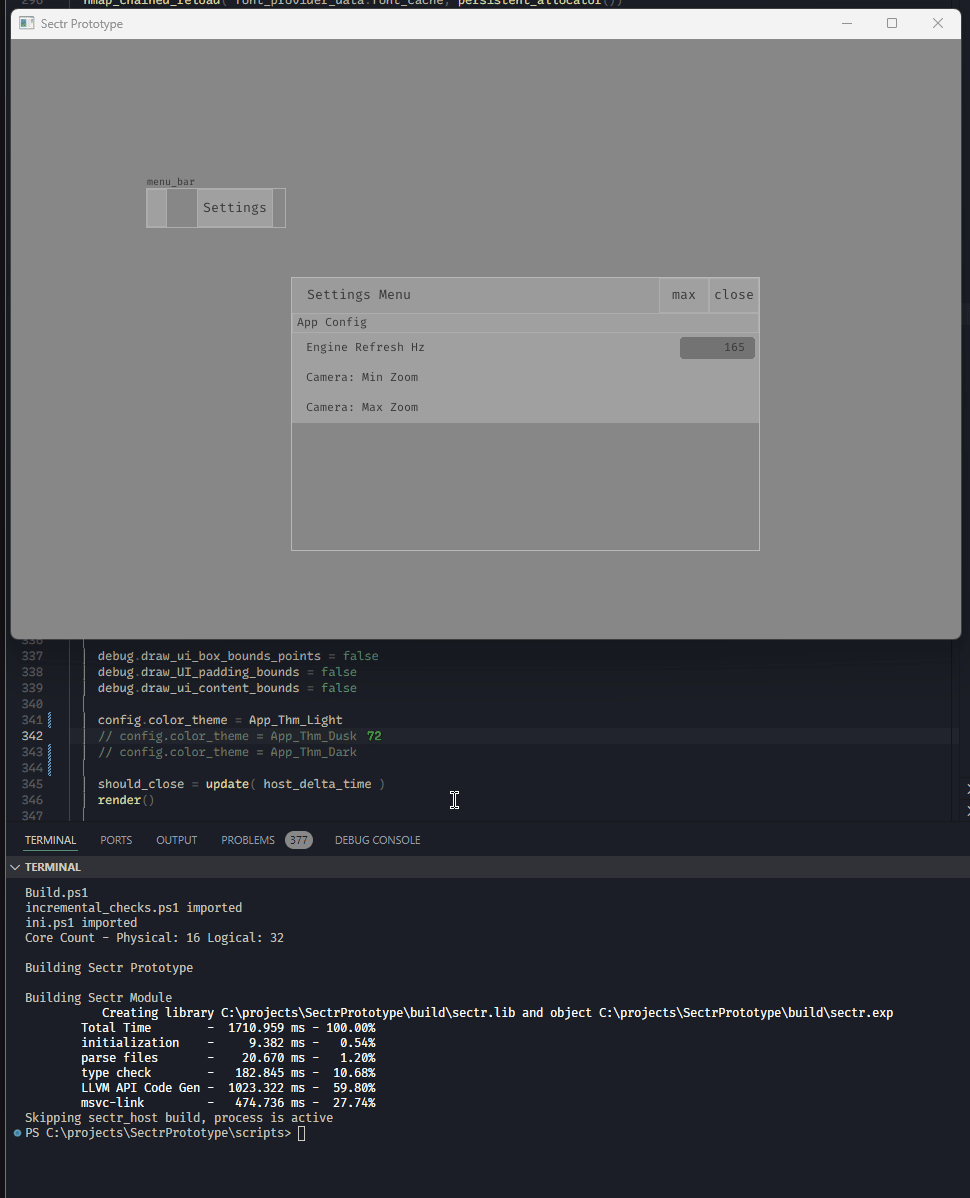 296 hmap_chained_reload( font_provider_data.font_cache, persistent_allocator())
Sectr Prototype
menu_bar
Settings
Settings Menu max close
App Config
Engine Refresh Hz 165
Camera: Min Zoom
Camera: Max Zoom
336
337 debug.draw_ui_box_bounds_points = false
338 debug.draw_UI_padding_bounds = false
339 debug.draw_ui_content_bounds = false
340
341 config.color_theme = App_Thm_Light
342 // config.color_theme = App_Thm_Dusk 72
343 // config.color_theme = App_Thm_Dark
344
345 should_close = update( host_delta_time )
346 render()
347
TERMINAL PORTS OUTPUT PROBLEMS 377 DEBUG CONSOLE
TERMINAL
Build.ps1
incremental_checks.ps1 imported
ini.ps1 imported
Core Count - Physical: 16 Logical: 32
Building Sectr Prototype
Building Sectr Module
Creating library C:\projects\SectrPrototype\build\sectr.lib and object C:\projects\SectrPrototype\build\sectr.exp
Total Time - 1710.959 ms - 100.00%
initialization - 9.382 ms - 0.54%
parse files - 20.670 ms - 1.20%
type check - 182.845 ms - 10.68%
LLVM API Code Gen - 1023.322 ms - 59.80%
msvc-link - 474.736 ms - 27.74%
Skipping sectr_host build, process is active
PS C:\projects\SectrPrototype\scripts>